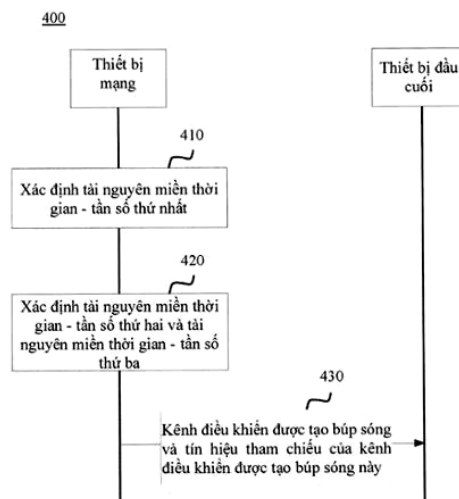 400
Thiết bị
mạng
Thiết bị đầu
cuối
410
Xác định tài nguyên miền thời
gian - tần số thứ nhất
420
Xác định tài nguyên miền thời
gian - tần số thứ hai và tài
nguyên miền thời gian - tần số
thứ ba
430
Kênh điều khiển được tạo búp sóng
và tín hiệu tham chiếu của kênh
điều khiển được tạo búp sóng này